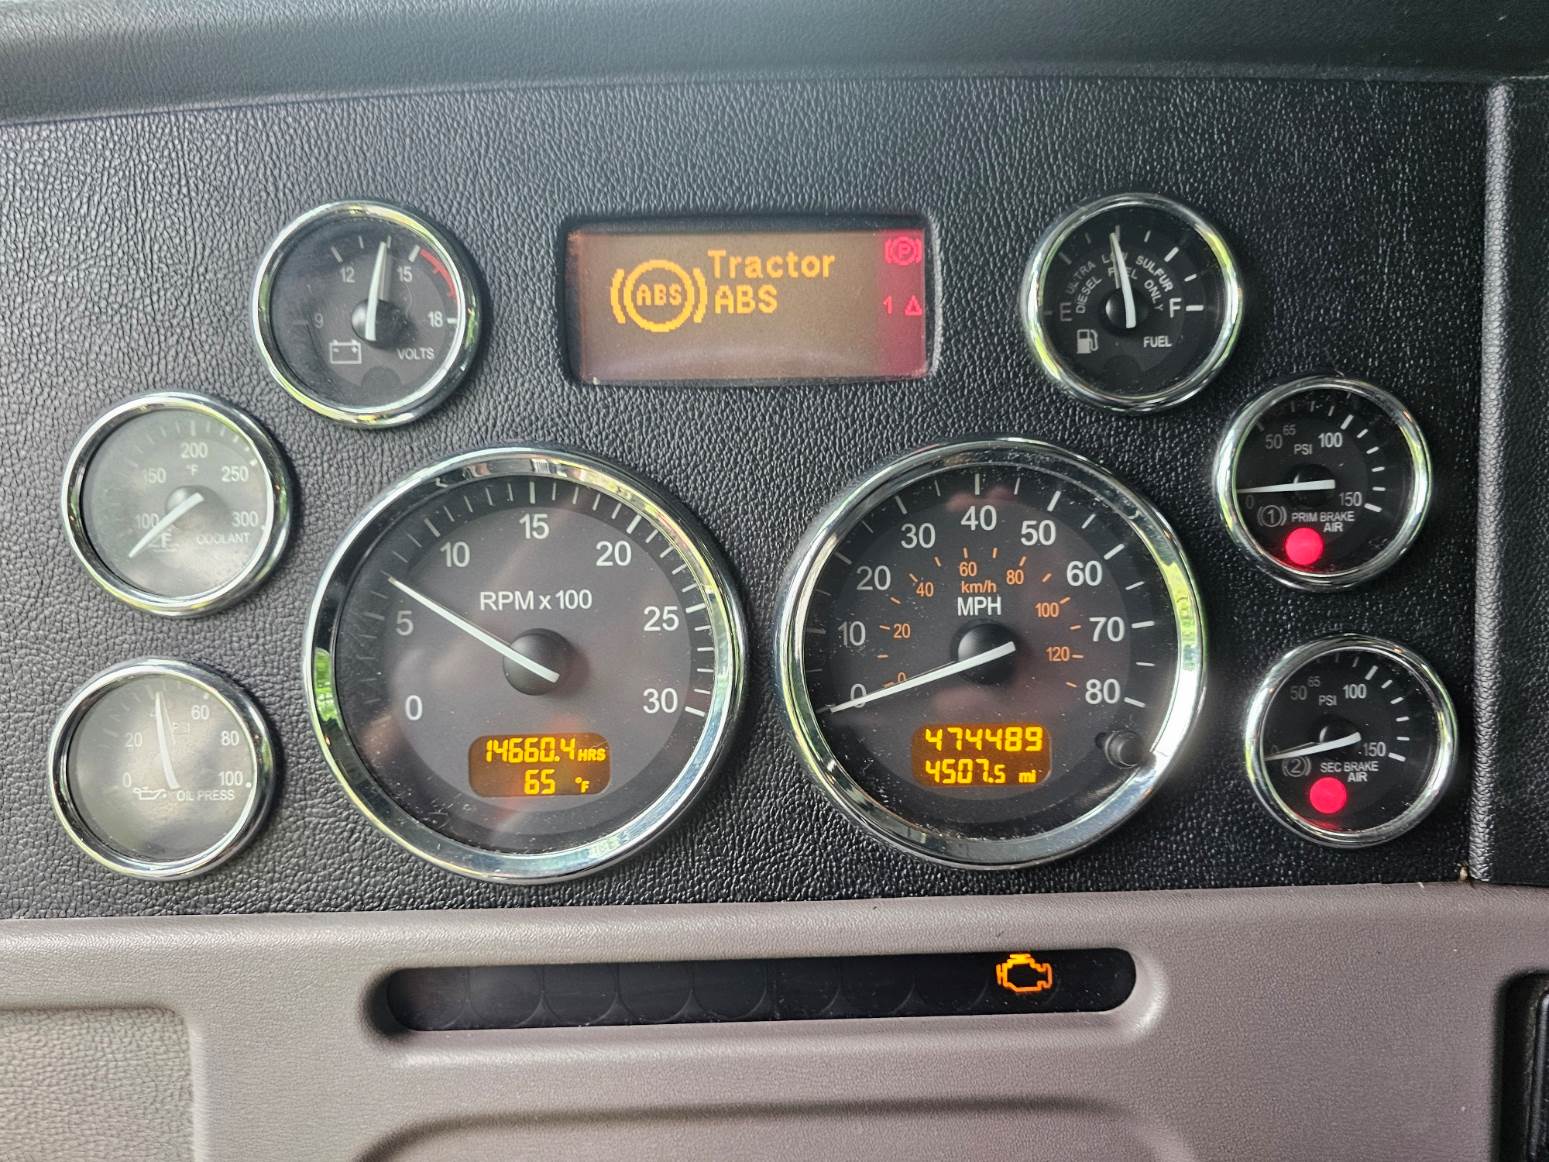 Tractor
ABS ABS
P
1
12 15
9 18
VOLTS
ULTRA LOW SULFUR
DIESEL FUEL ONLY
E F
FUEL
200
°F
150 250
100 300
COOLANT
50 65 100
PSI
0 150
(1) PRIM BRAKE
AIR
15
10 20
RPM x 100
5 25
0 30
14660.4 HRS
65 °F
40
30 50
60
20 40 80 60
km/h
MPH
100
10 20 70
120
0 0 80
474489
4507.5 mi
60
20 80
0 100
OIL PRESS
50 65 100
PSI
150
(2) SEC BRAKE
AIR